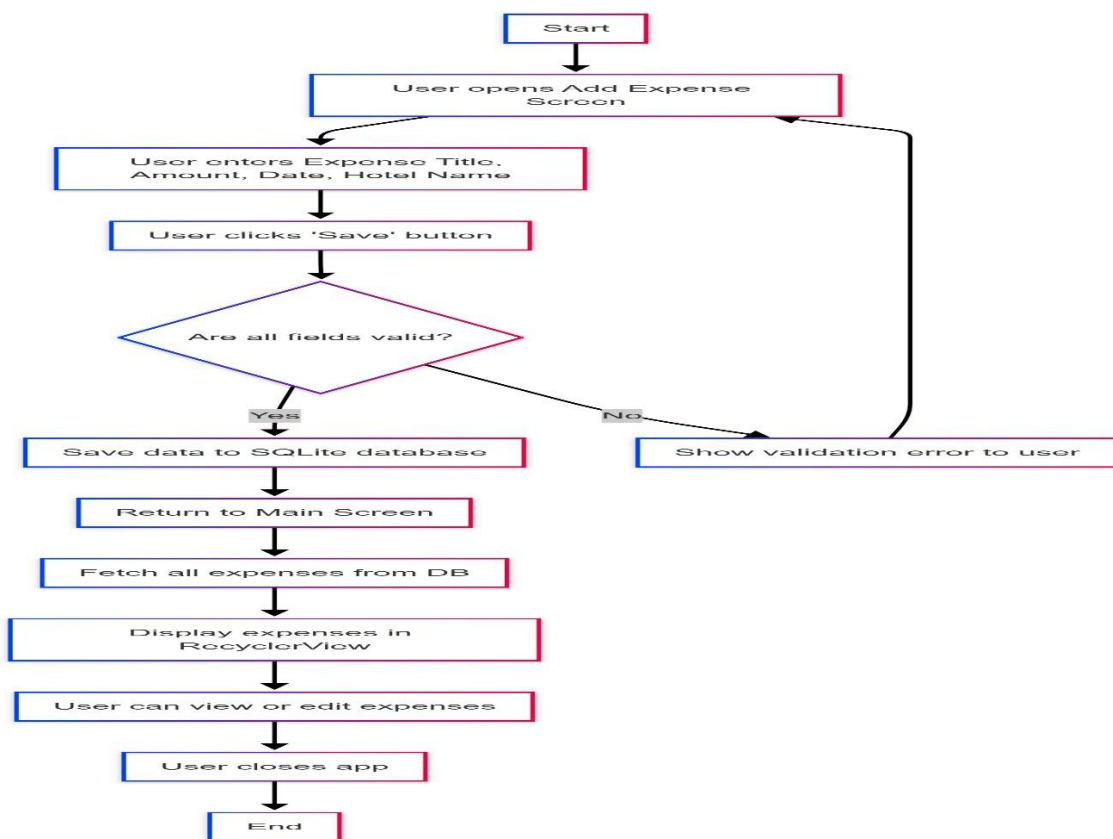 Start
User opens Add Expense
Screen
User enters Expense Title,
Amount, Date, Hotel Name
User clicks 'Save' button
Are all fields valid?
Yes
No
Save data to SQLite database
Show validation error to user
Return to Main Screen
Fetch all expenses from DB
Display expenses in
RecyclerView
User can view or edit expenses
User closes app
End